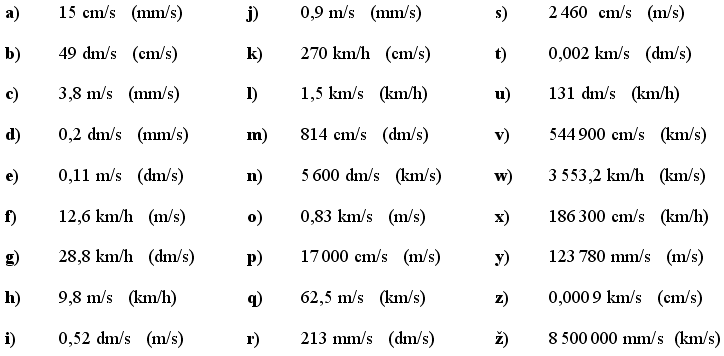 a) 15 cm/s (mm/s) j) 0,9 m/s (mm/s) s) 2 460 cm/s (m/s)
b) 49 dm/s (cm/s) k) 270 km/h (cm/s) t) 0,002 km/s (dm/s)
c) 3,8 m/s (mm/s) l) 1,5 km/s (km/h) u) 131 dm/s (km/h)
d) 0,2 dm/s (mm/s) m) 814 cm/s (dm/s) v) 544 900 cm/s (km/s)
e) 0,11 m/s (dm/s) n) 5 600 dm/s (km/s) w) 3 553,2 km/h (km/s)
f) 12,6 km/h (m/s) o) 0,83 km/s (m/s) x) 186 300 cm/s (km/h)
g) 28,8 km/h (dm/s) p) 17 000 cm/s (m/s) y) 123 780 mm/s (m/s)
h) 9,8 m/s (km/h) q) 62,5 m/s (km/s) z) 0,000 9 km/s (cm/s)
i) 0,52 dm/s (m/s) r) 213 mm/s (dm/s) ž) 8 500 000 mm/s (km/s)